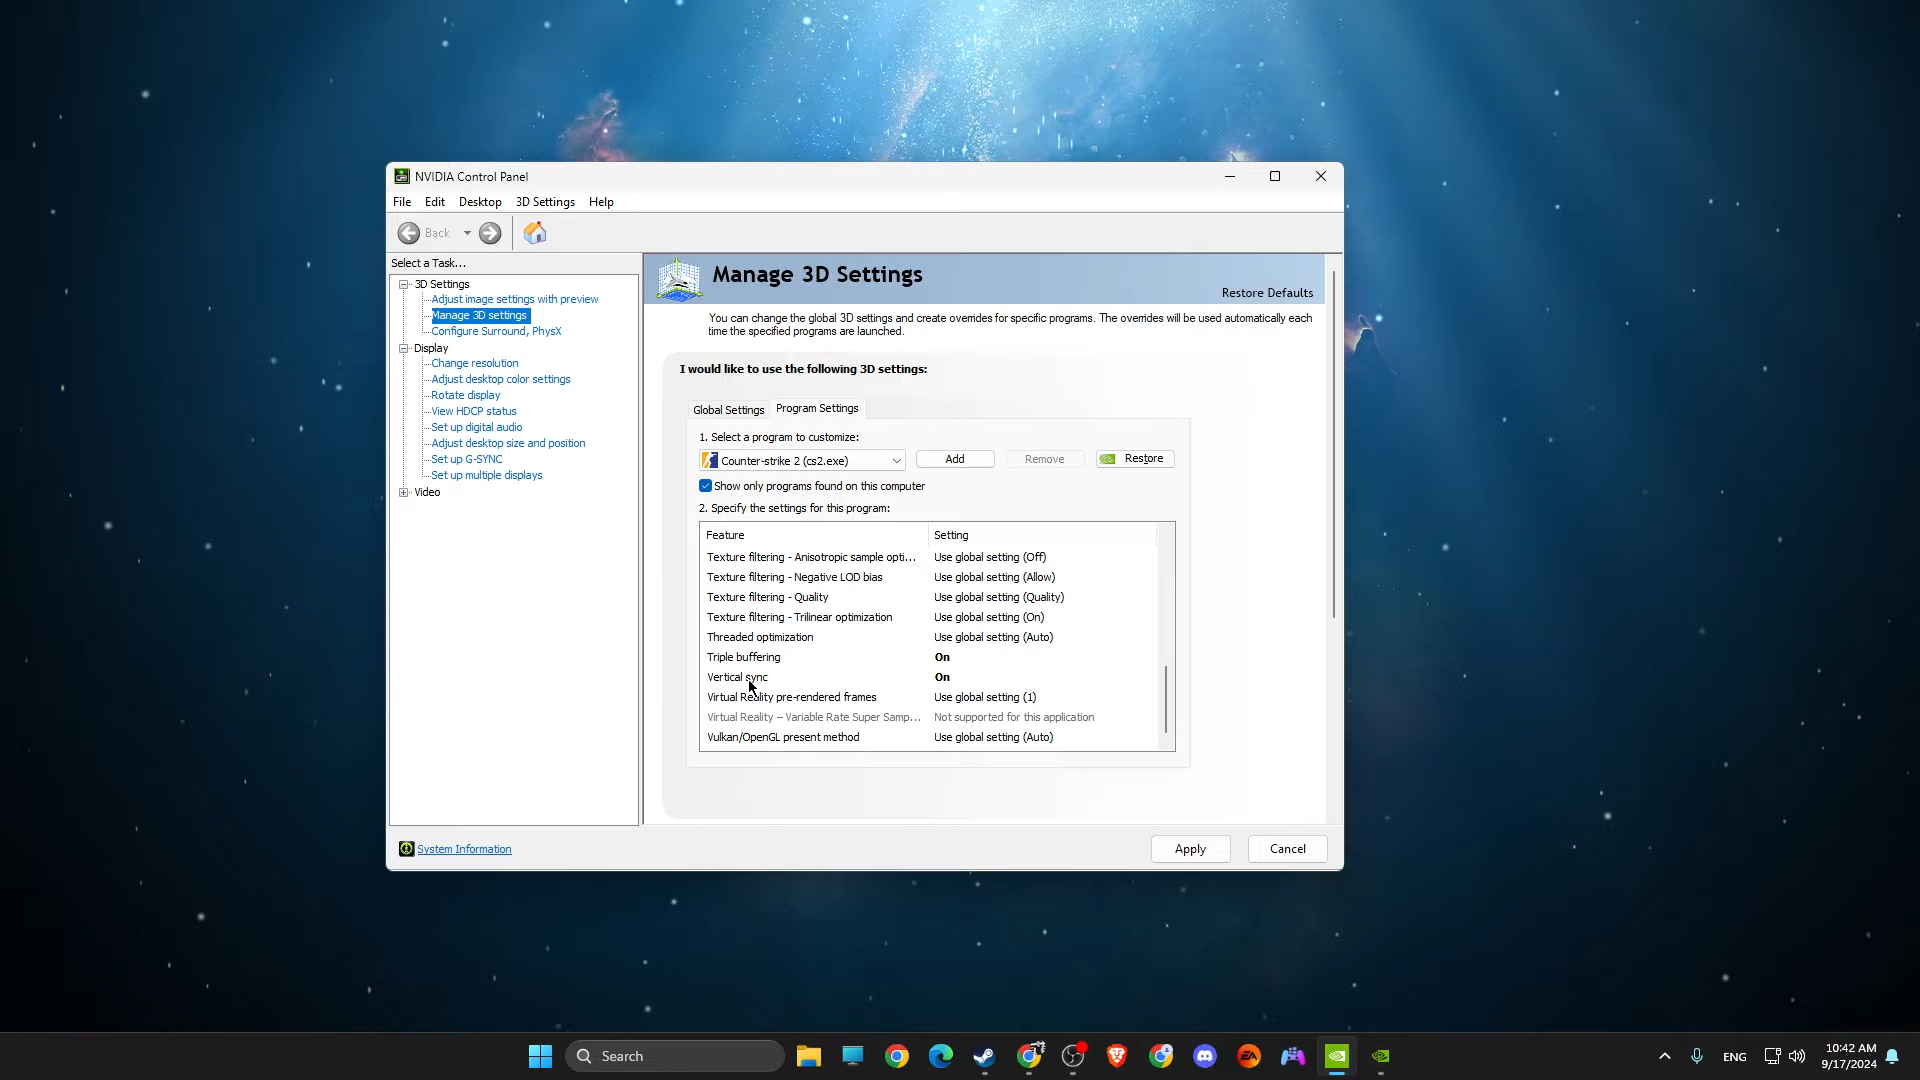 NVIDIA Control Panel
File Edit Desktop 3D Settings Help
Back
Select a Task...
3D Settings
Adjust image settings with preview
Manage 3D settings
Configure Surround, PhysX
Display
Change resolution
Adjust desktop color settings
Rotate display
View HDCP status
Set up digital audio
Adjust desktop size and position
Set up G-SYNC
Set up multiple displays
Video
System Information
Manage 3D Settings
Restore Defaults
You can change the global 3D settings and create overrides for specific programs. The overrides will be used automatically each
time the specified programs are launched.
I would like to use the following 3D settings:
Global Settings Program Settings
1. Select a program to customize:
Counter-strike 2 (cs2.exe) Add Remove Restore
Show only programs found on this computer
2. Specify the settings for this program:
Feature Setting
Texture filtering - Anisotropic sample opti... Use global setting (Off)
Texture filtering - Negative LOD bias Use global setting (Allow)
Texture filtering - Quality Use global setting (Quality)
Texture filtering - Trilinear optimization Use global setting (On)
Threaded optimization Use global setting (Auto)
Triple buffering On
Vertical sync On
Virtual Reality pre-rendered frames Use global setting (1)
Virtual Reality – Variable Rate Super Samp... Not supported for this application
Vulkan/OpenGL present method Use global setting (Auto)
Apply Cancel
Search
EA
ENG
10:42 AM
9/17/2024